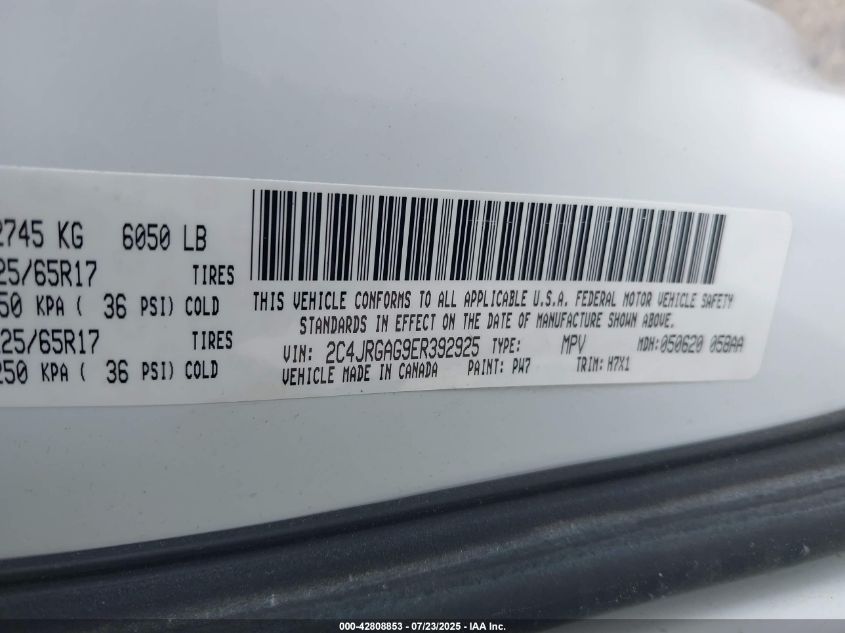 2745 KG 6050 LB
25/65R17 TIRES
50 KPA ( 36 PSI) COLD
25/65R17 TIRES
250 KPA ( 36 PSI) COLD
THIS VEHICLE CONFORMS TO ALL APPLICABLE U.S.A. FEDERAL MOTOR VEHICLE SAFETY
STANDARDS IN EFFECT ON THE DATE OF MANUFACTURE SHOWN ABOVE.
VIN: 2C4JRGAG9ER392925 TYPE: MPV MDH: 050620 05BAA
VEHICLE MADE IN CANADA PAINT: PW7 TRIM: H7X1
000-42808853 - 07/23/2025 - IAA Inc.